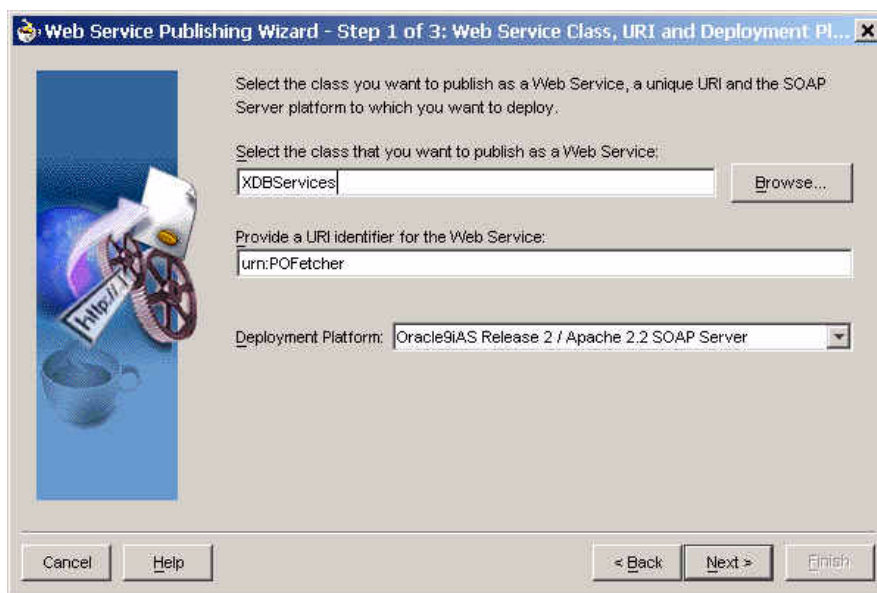 Web Service Publishing Wizard - Step 1 of 3: Web Service Class, URI and Deployment Pl...
Select the class you want to publish as a Web Service, a unique URI and the SOAP
Server platform to which you want to deploy.
Select the class that you want to publish as a Web Service:
XDBServices
Browse...
Provide a URI identifier for the Web Service:
urn:POFetcher
http://
Deployment Platform:
Oracle9iAS Release 2 / Apache 2.2 SOAP Server
Cancel
Help
< Back
Next >
Finish